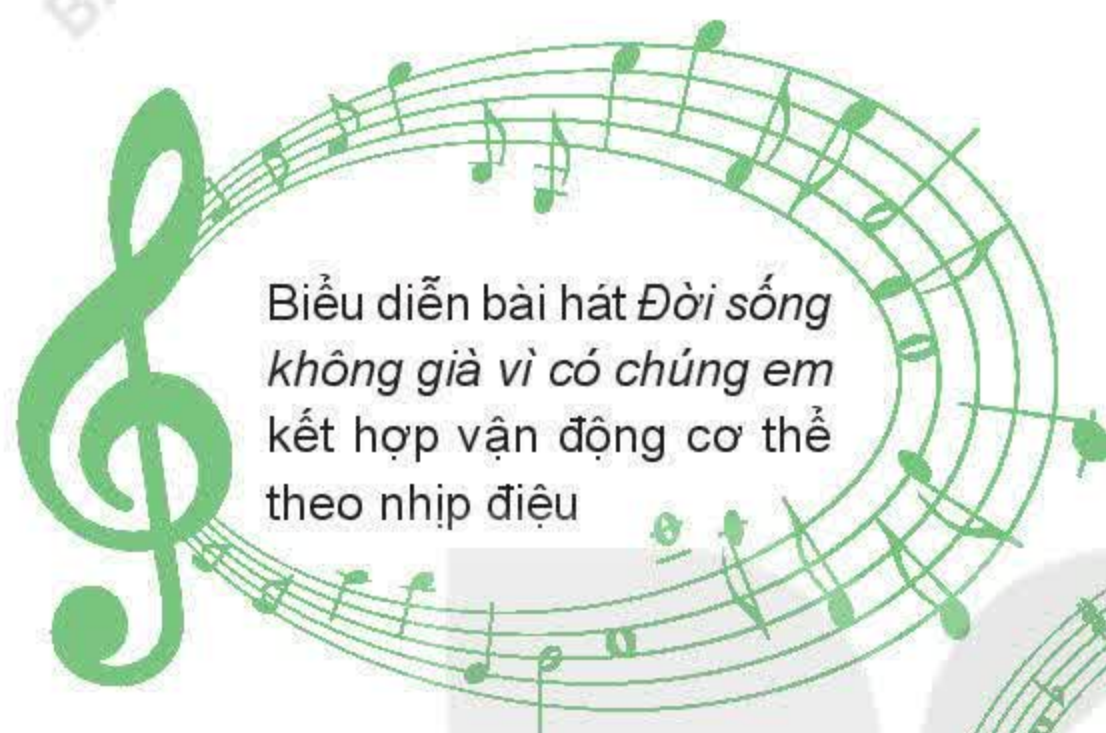 Biểu diễn bài hát Đời sống
không già vì có chúng em
kết hợp vận động cơ thể
theo nhịp điệu